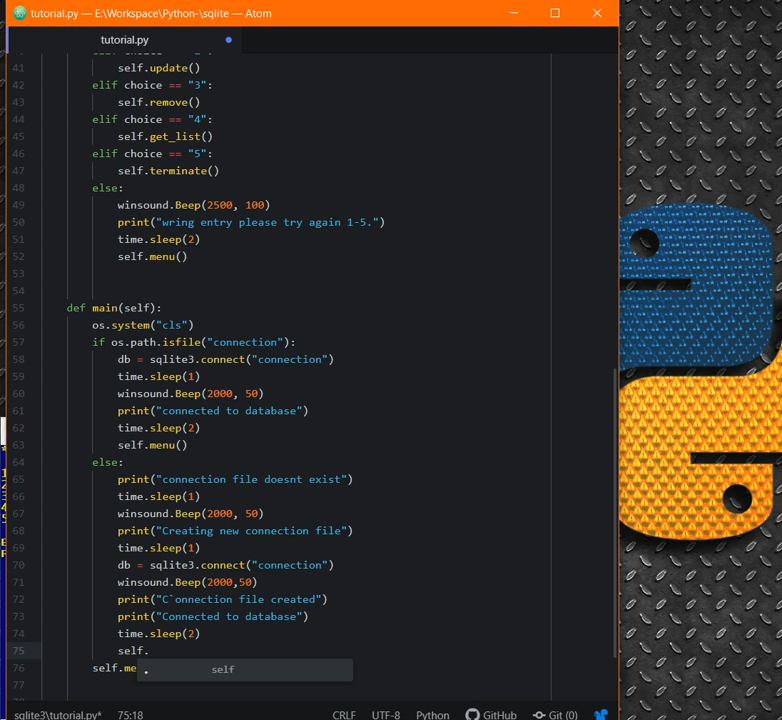 tutorial.py — E:\Workspace\Python-\sqlite — Atom
tutorial.py
41 self.update()
42 elif choice == "3":
43 self.remove()
44 elif choice == "4":
45 self.get_list()
46 elif choice == "5":
47 self.terminate()
48 else:
49 winsound.Beep(2500, 100)
50 print("wring entry please try again 1-5.")
51 time.sleep(2)
52 self.menu()
53
54
55 def main(self):
56 os.system("cls")
57 if os.path.isfile("connection"):
58 db = sqlite3.connect("connection")
59 time.sleep(1)
60 winsound.Beep(2000, 50)
61 print("connected to database")
62 time.sleep(2)
63 self.menu()
64 else:
65 print("connection file doesnt exist")
66 time.sleep(1)
67 winsound.Beep(2000, 50)
68 print("Creating new connection file")
69 time.sleep(1)
70 db = sqlite3.connect("connection")
71 winsound.Beep(2000,50)
72 print("C`onnection file created")
73 print("Connected to database")
74 time.sleep(2)
75 self.
76 self.me
. self
77
sqlite3\tutorial.py* 75:18 CRLF UTF-8 Python GitHub Git (0)